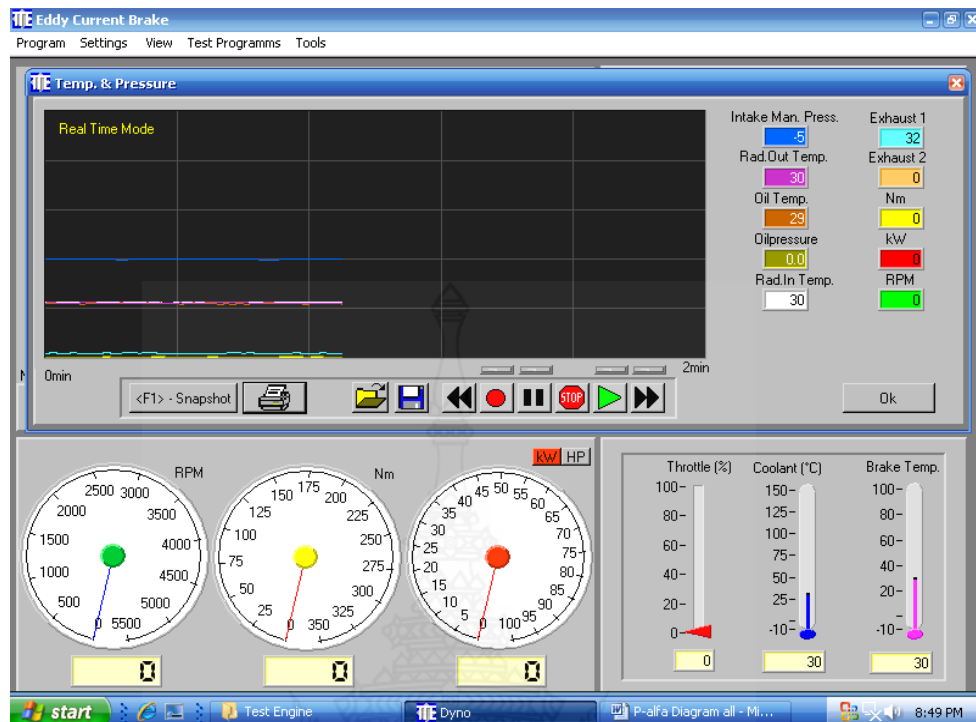 TE Eddy Current Brake
Program Settings View Test Programms Tools
TE Temp. & Pressure
Real Time Mode
Intake Man. Press.
-5
Exhaust 1
32
Rad.Out Temp.
30
Exhaust 2
0
Oil Temp.
29
Nm
0
Oilpressure
0.0
kW
0
Rad.In Temp.
30
RPM
0
0min
2min
<F1> - Snapshot
STOP
Ok
RPM
0 500 1000 1500 2000 2500 3000 3500 4000 4500 5000 5500
0
Nm
0 25 50 75 100 125 150 175 200 225 250 275 300 325 350
0
kW HP
0 5 10 15 20 25 30 35 40 45 50 55 60 65 70 75 80 85 90 95 100
0
Throttle (%)
100
80
60
40
20
0
0
Coolant (°C)
150
125
100
75
50
25
-10
30
Brake Temp.
100
80
60
40
20
-10
30
start
Test Engine
TE Dyno
P-alfa Diagram all - Mi...
8:49 PM